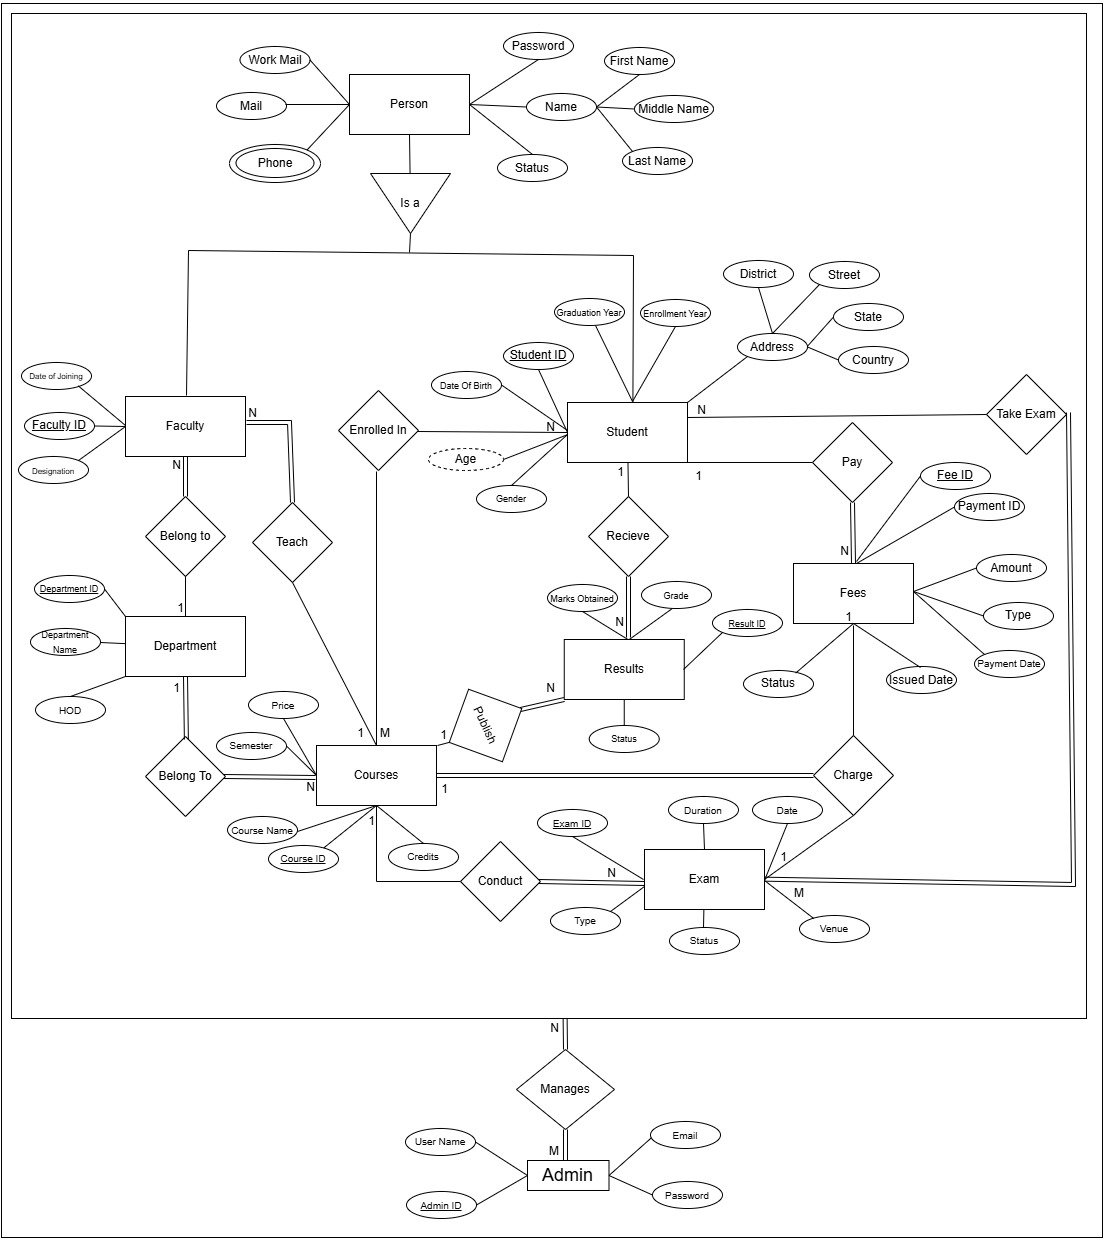 Password
Work Mail
First Name
Person
Mail
Name
Middle Name
Phone
Status
Last Name
Is a
District
Street
Graduation Year
Enrollment Year
State
Address
Student ID
Country
Date of Joining
Date Of Birth
N
N
Take Exam
Faculty ID
Faculty
Enrolled In
N
Student
Age
Pay
Designation
N
Gender
1
1
Fee ID
Payment ID
Belong to
Teach
Recieve
N
Amount
Department ID
1
Marks Obtained
Grade
Fees
1
Type
Department
Name
Department
N
Result ID
Results
Payment Date
Status
Issued Date
1
N
HOD
Price
Publish
Semester
1
M
1
Status
Belong To
Courses
Charge
N
1
Course Name
1
Exam ID
Duration
Date
Course ID
Credits
1
Conduct
N
Exam
M
Type
Status
Venue
N
Manages
M
User Name
Email
Admin
Admin ID
Password